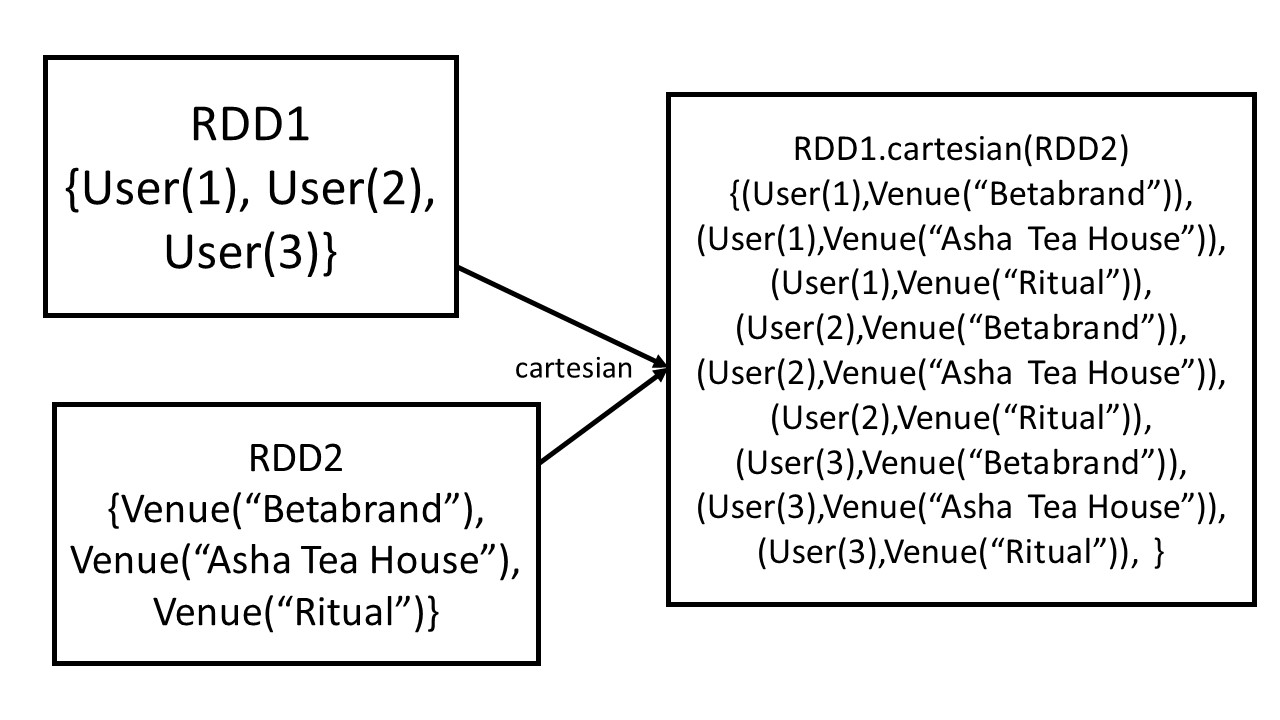 RDD1
{User(1), User(2),
User(3)}
cartesian
RDD2
{Venue(“Betabrand”),
Venue(“Asha Tea House”),
Venue(“Ritual”)}
RDD1.cartesian(RDD2)
{(User(1),Venue(“Betabrand”)),
(User(1),Venue(“Asha  Tea House”)),
(User(1),Venue(“Ritual”)),
(User(2),Venue(“Betabrand”)),
(User(2),Venue(“Asha  Tea House”)),
(User(2),Venue(“Ritual”)),
(User(3),Venue(“Betabrand”)),
(User(3),Venue(“Asha  Tea House”)),
(User(3),Venue(“Ritual”)),  }